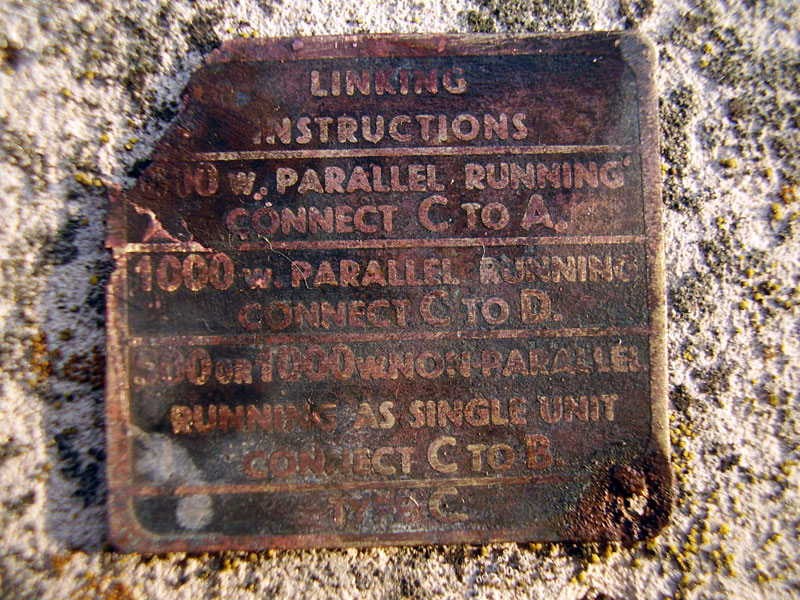 LINKING
INSTRUCTIONS
500 W. PARALLEL RUNNING
CONNECT C TO A.
1000 W. PARALLEL RUNNING
CONNECT C TO D.
500 OR 1000 W. NON-PARALLEL
RUNNING AS SINGLE UNIT
CONNECT C TO B.
TYPE C